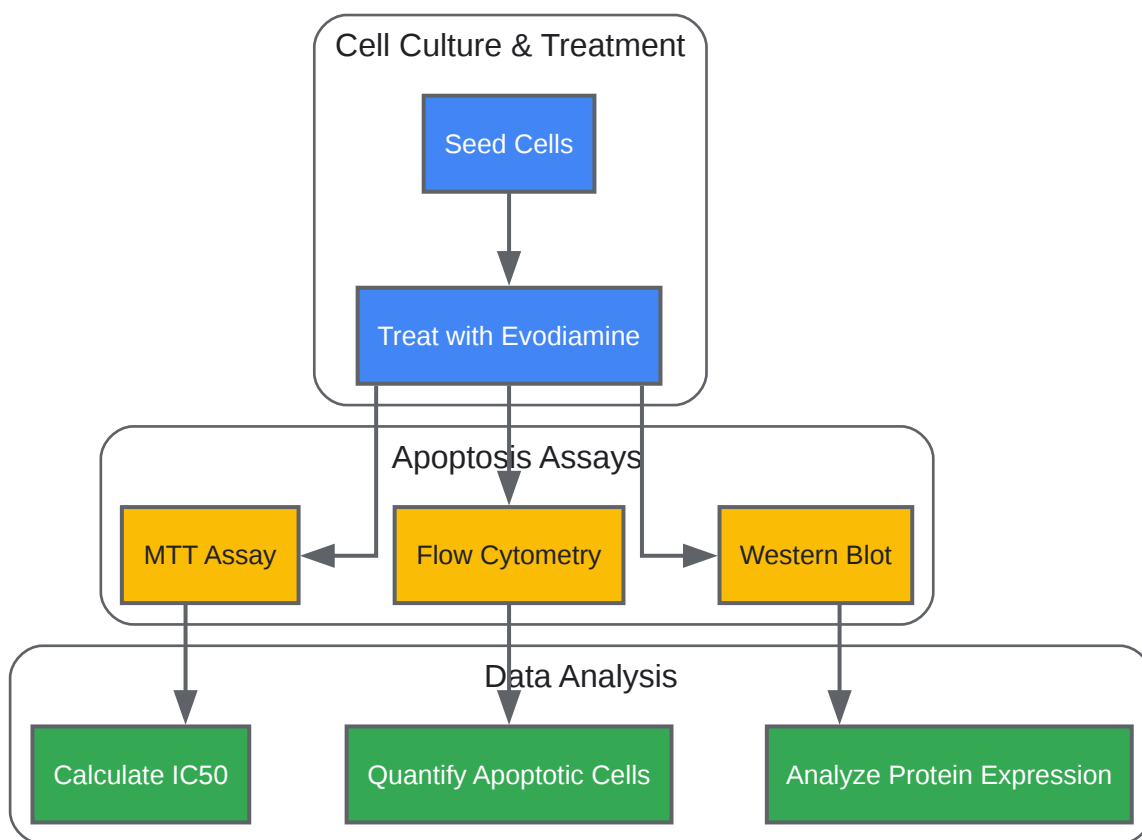 Cell Culture & Treatment
Seed Cells
Treat with Evodiamine
Apoptosis Assays
MTT Assay
Flow Cytometry
Western Blot
Data Analysis
Calculate IC50
Quantify Apoptotic Cells
Analyze Protein Expression